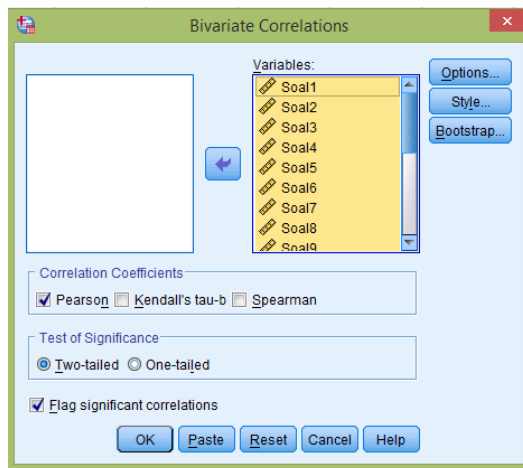 Bivariate Correlations
Variables:
Soal1
Soal2
Soal3
Soal4
Soal5
Soal6
Soal7
Soal8
Soal9
Options...
Style...
Bootstrap...
Correlation Coefficients
Pearson Kendall's tau-b Spearman
Test of Significance
Two-tailed One-tailed
Flag significant correlations
OK Paste Reset Cancel Help